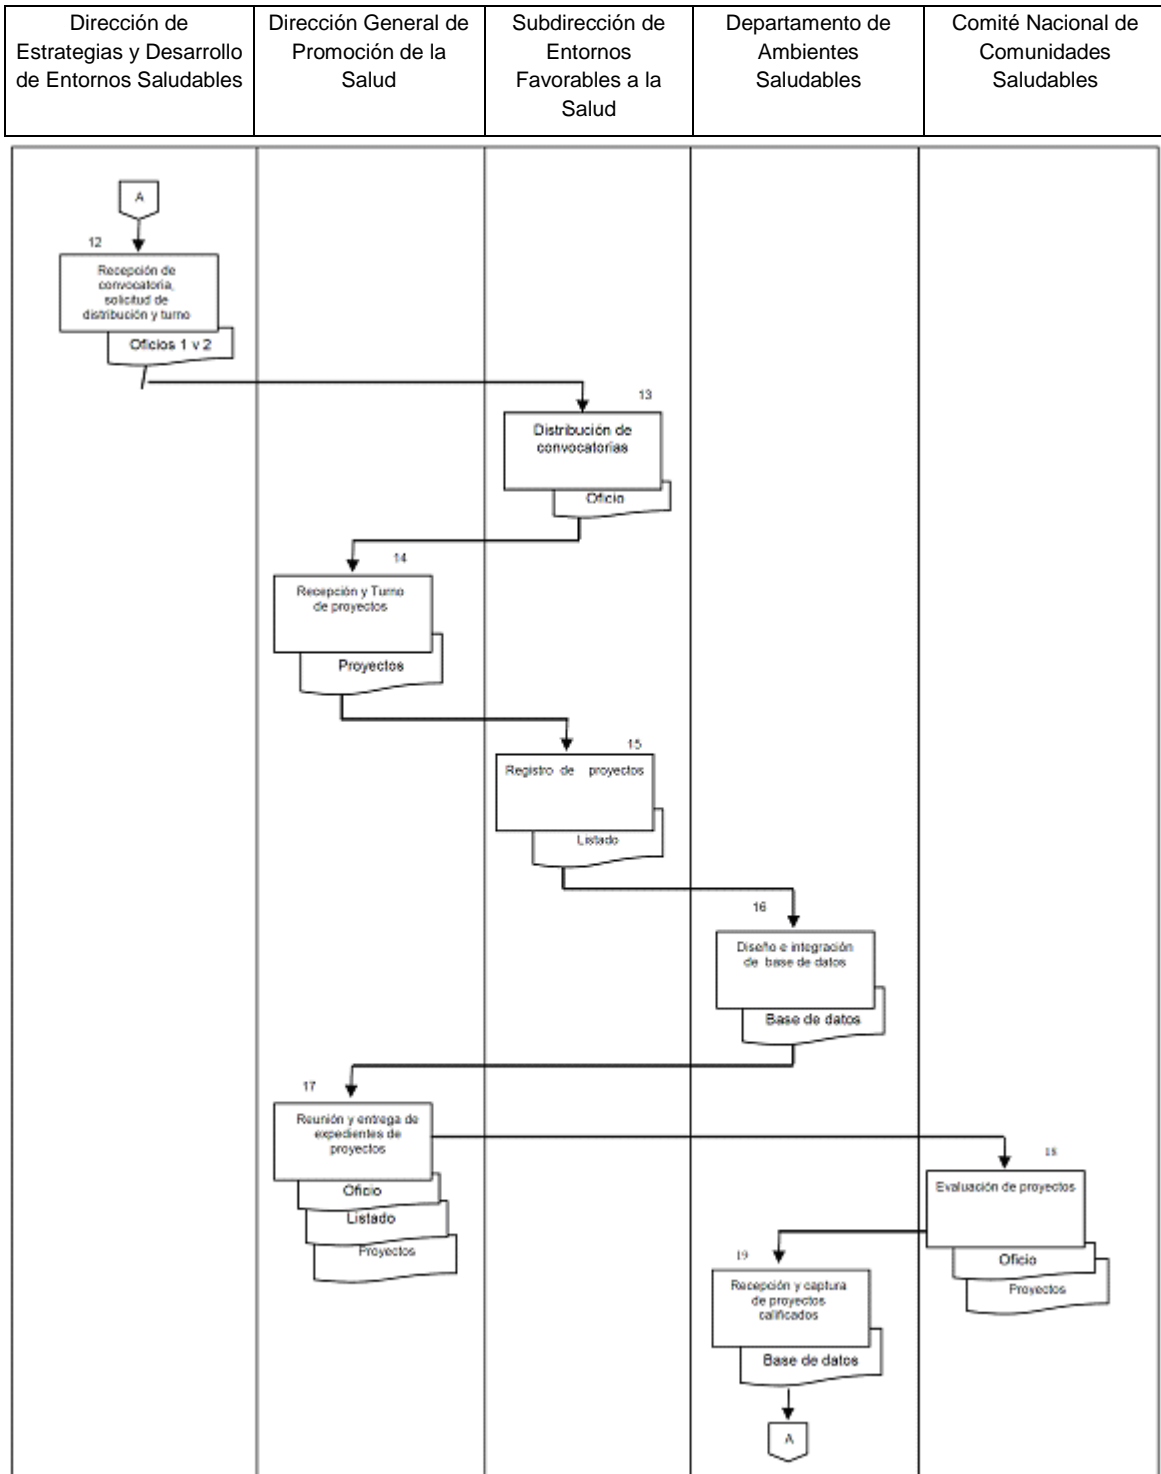 Dirección de
Estrategias y Desarrollo
de Entornos Saludables
Dirección General de
Promoción de la
Salud
Subdirección de
Entornos
Favorables a la
Salud
Departamento de
Ambientes
Saludables
Comité Nacional de
Comunidades
Saludables
A
12
Recepción de
convocatoria,
solicitud de
distribución y turno
Oficios 1 v 2
13
Distribución de
convocatorias
Oficio
14
Recepción y Turno
de proyectos
Proyectos
15
Registro de proyectos
Listado
16
Diseño e integración
de base de datos
Base de datos
17
Reunión y entrega de
expedientes de
proyectos
Oficio
Listado
Proyectos
18
Evaluación de proyectos
Oficio
Proyectos
19
Recepción y captura
de proyectos
calificados
Base de datos
A